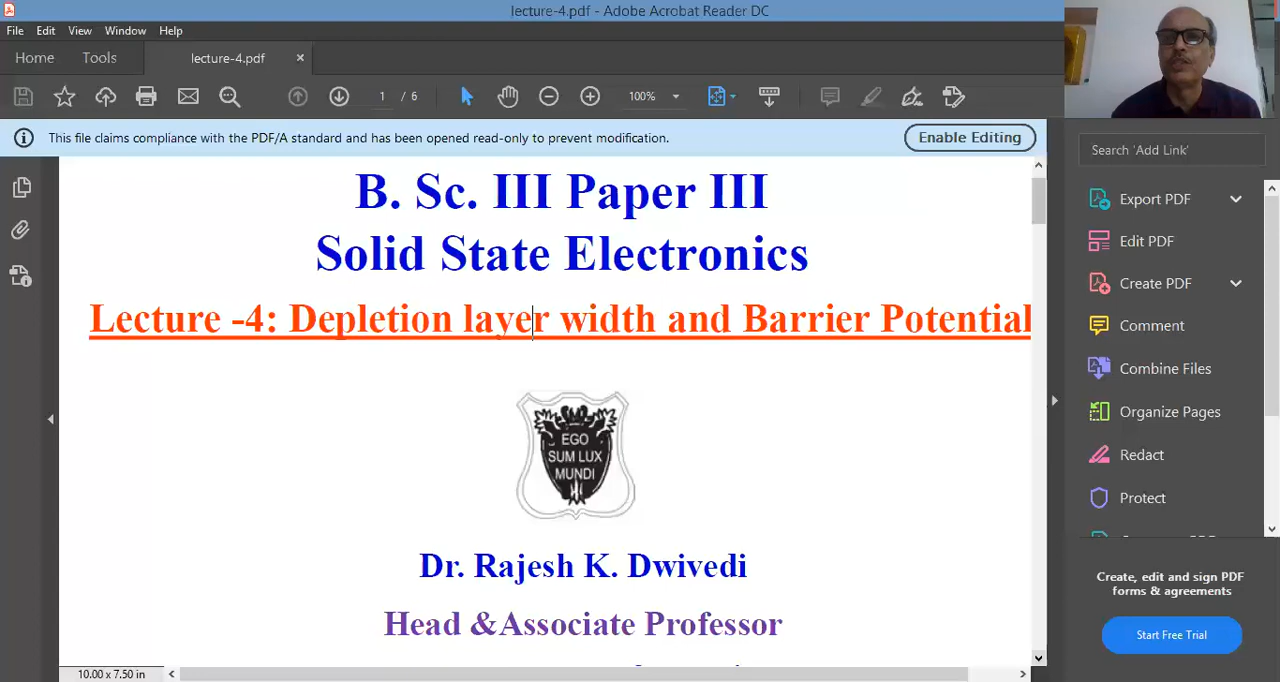 lecture-4.pdf - Adobe Acrobat Reader DC
File Edit View Window Help
Home Tools lecture-4.pdf ×
1 / 6 100%
This file claims compliance with the PDF/A standard and has been opened read-only to prevent modification. Enable Editing
Search 'Add Link'
B. Sc. III Paper III
Solid State Electronics
Lecture -4: Depletion layer width and Barrier Potential
EGO
SUM LUX
MUNDI
Dr. Rajesh K. Dwivedi
Head &Associate Professor
10.00 x 7.50 in
Export PDF
Edit PDF
Create PDF
Comment
Combine Files
Organize Pages
Redact
Protect
Create, edit and sign PDF
forms & agreements
Start Free Trial